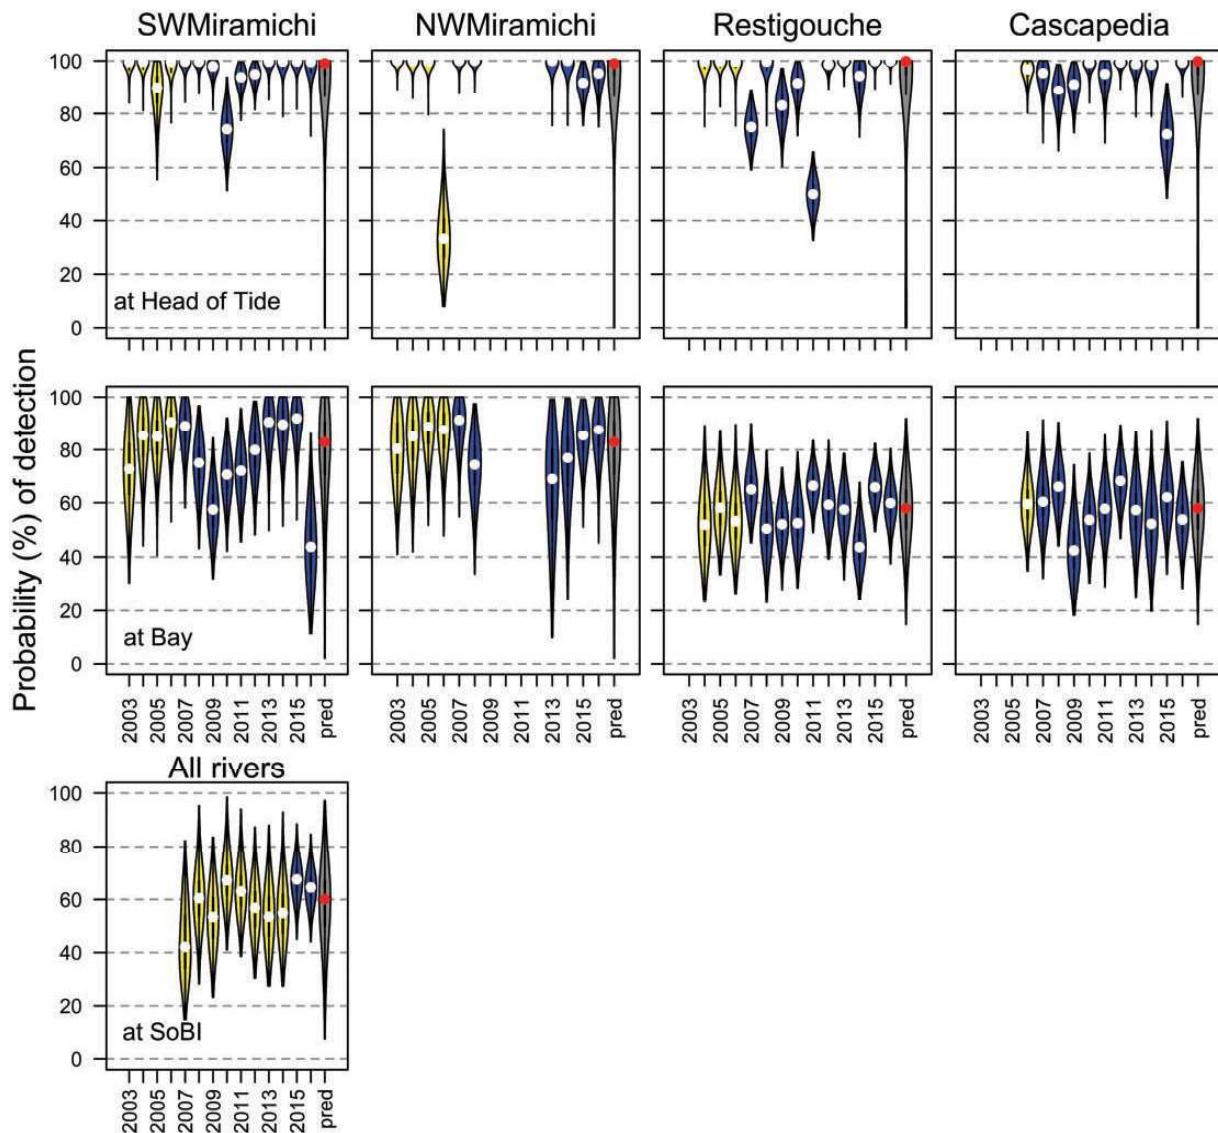 SWMiramichi NWMiramichi Restigouche Cascapedia
100
80
60
40
20
0
at Head of Tide
Probability (%) of detection
100
80
60
40
20
0
at Bay
2003 2005 2007 2009 2011 2013 2015 pred
2003 2005 2007 2009 2011 2013 2015 pred
2003 2005 2007 2009 2011 2013 2015 pred
2003 2005 2007 2009 2011 2013 2015 pred
All rivers
100
80
60
40
20
0
at SoBI
2003 2007 2009 2011 2013 2015 pred